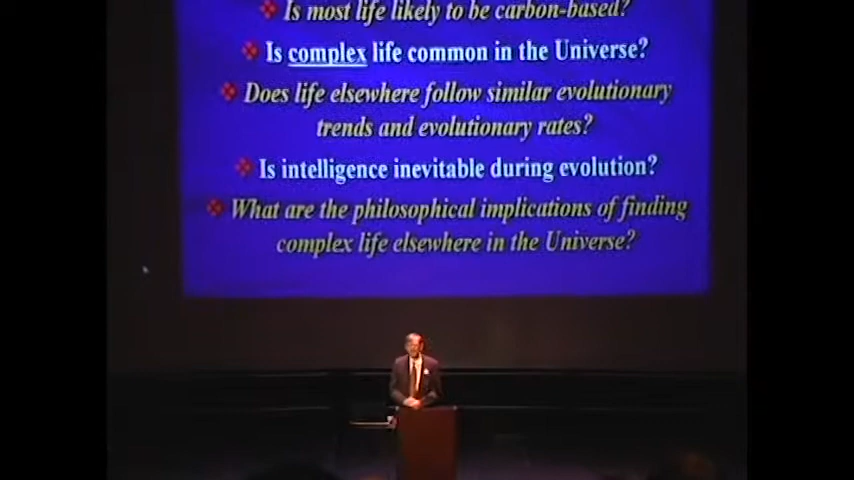 Is most life likely to be carbon-based?
Is complex life common in the Universe?
Does life elsewhere follow similar evolutionary
trends and evolutionary rates?
Is intelligence inevitable during evolution?
What are the philosophical implications of finding
complex life elsewhere in the Universe?